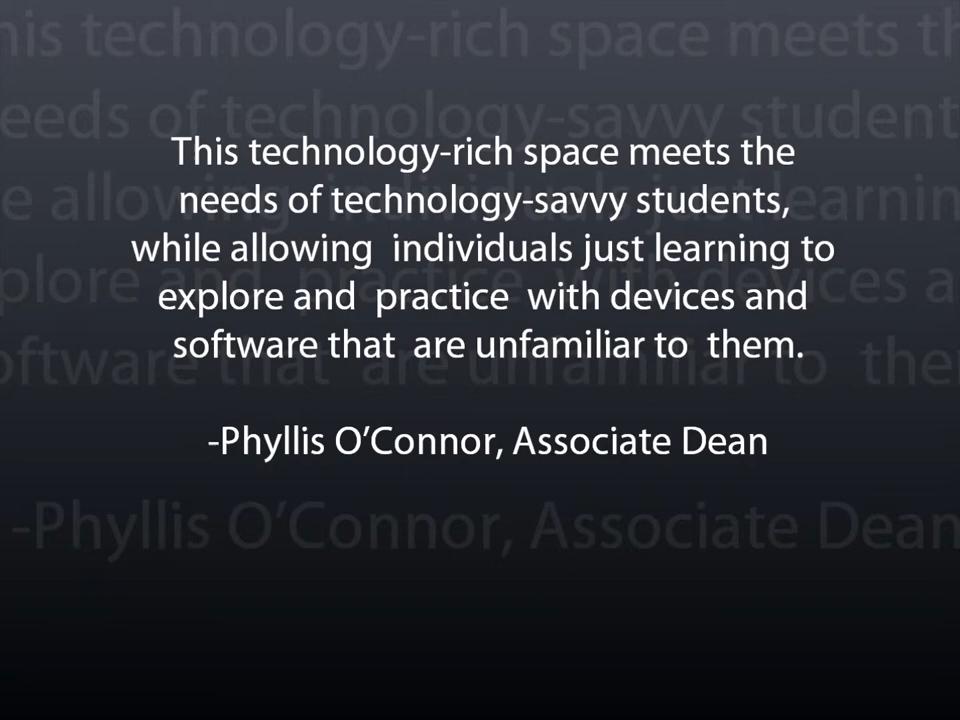 This technology-rich space meets the
needs of technology-savvy students,
while allowing  individuals just learning to
explore and  practice  with devices and
software that  are unfamiliar to  them.
-Phyllis O’Connor, Associate Dean